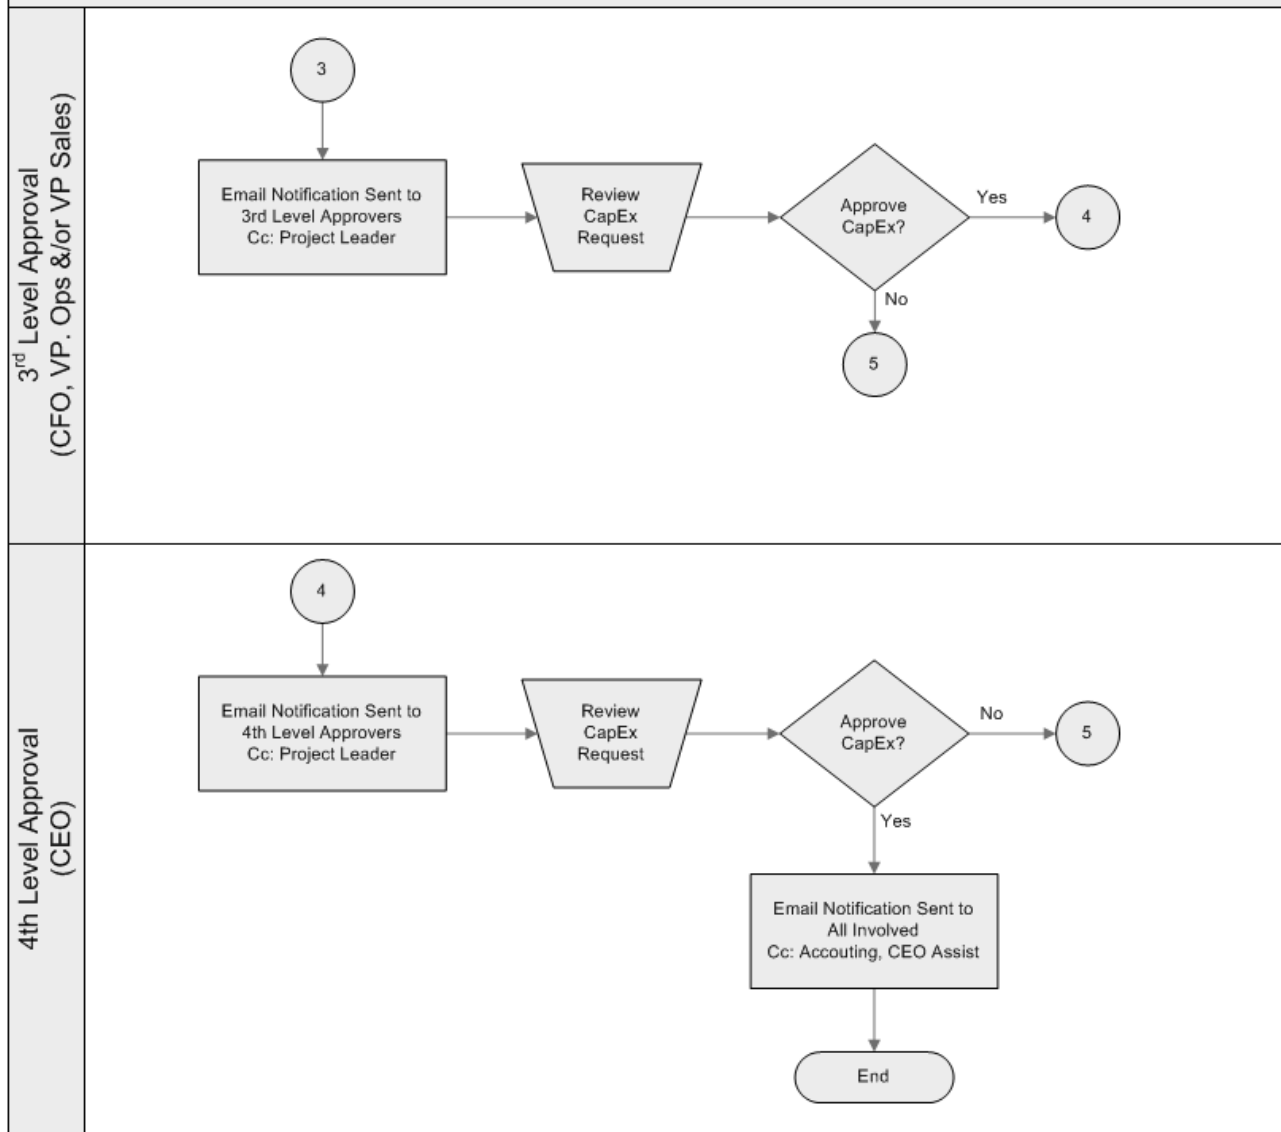 3rd Level Approval
(CFO, VP. Ops &/or VP Sales)
3
Email Notification Sent to
3rd Level Approvers
Cc: Project Leader
Review
CapEx
Request
Approve
CapEx?
Yes
4
No
5
4th Level Approval
(CEO)
4
Email Notification Sent to
4th Level Approvers
Cc: Project Leader
Review
CapEx
Request
Approve
CapEx?
No
5
Yes
Email Notification Sent to
All Involved
Cc: Accouting, CEO Assist
End